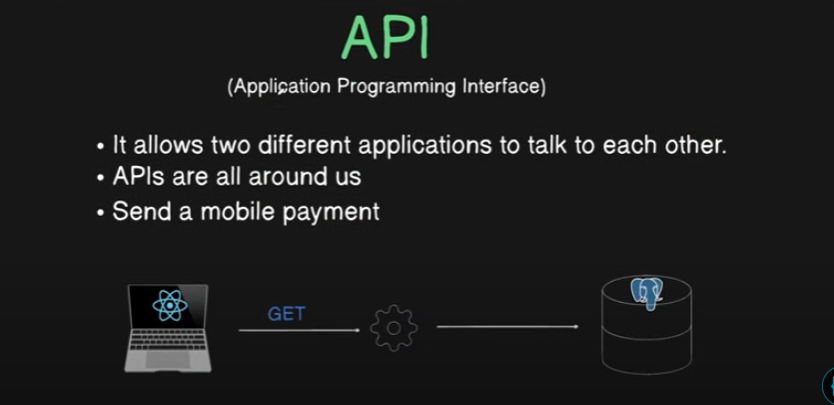 API
(Application Programming Interface)
• It allows two different applications to talk to each other.
• APIs are all around us
• Send a mobile payment
GET